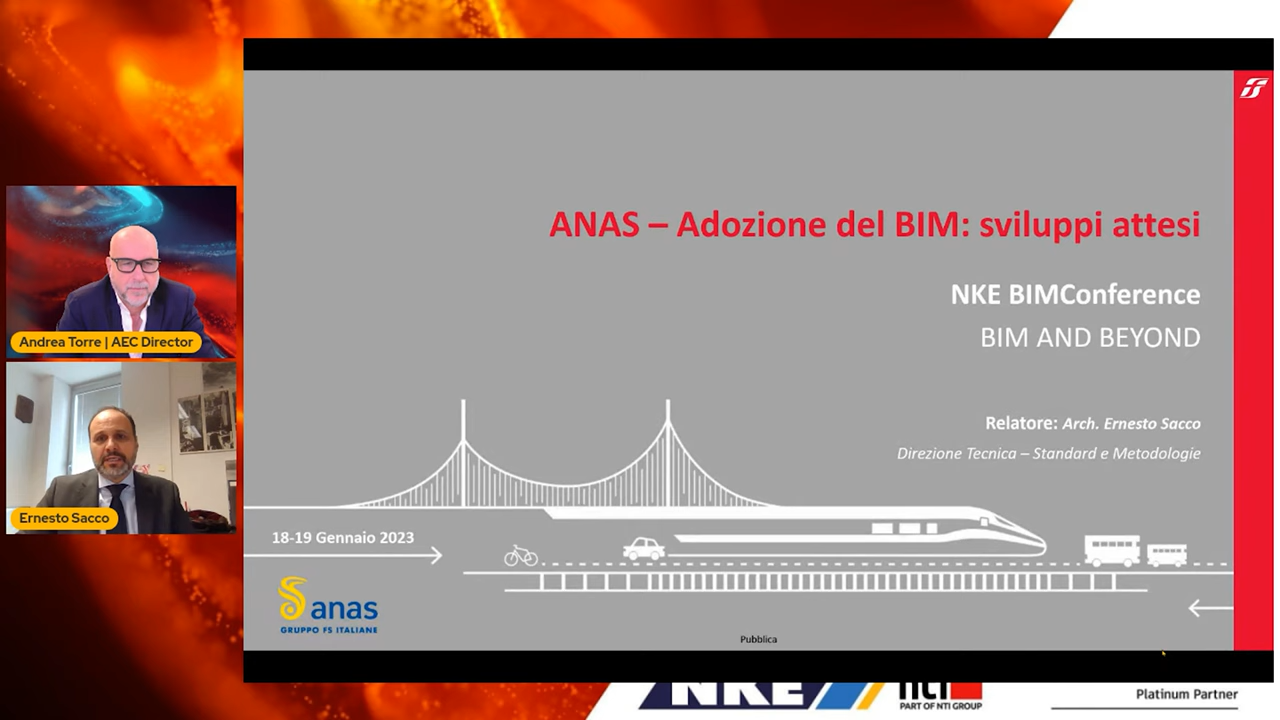 ANAS – Adozione del BIM: sviluppi attesi
NKE BIMConference
BIM AND BEYOND
Relatore: Arch. Ernesto Sacco
Direzione Tecnica – Standard e Metodologie
18-19 Gennaio 2023
anas
GRUPPO FS ITALIANE
Pubblica
Andrea Torre | AEC Director
Ernesto Sacco
NKE
nti
PART OF NTI GROUP
Platinum Partner